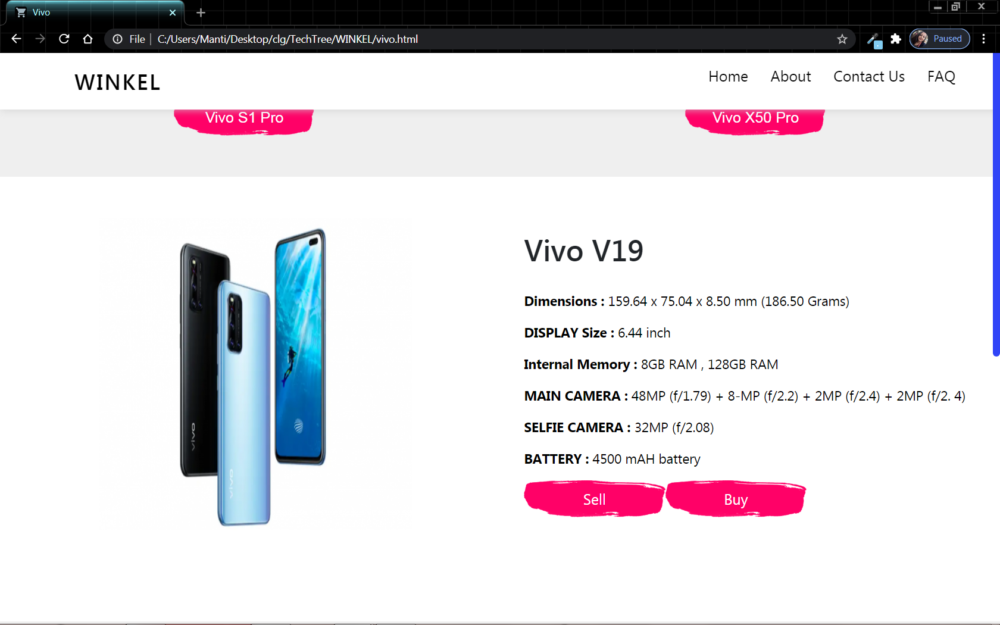 Vivo
File | C:/Users/Manti/Desktop/clg/TechTree/WINKEL/vivo.html
Paused
WINKEL
Home About Contact Us FAQ
Vivo S1 Pro
Vivo X50 Pro
Vivo V19
Dimensions : 159.64 x 75.04 x 8.50 mm (186.50 Grams)
DISPLAY Size : 6.44 inch
Internal Memory : 8GB RAM , 128GB RAM
MAIN CAMERA : 48MP (f/1.79) + 8-MP (f/2.2) + 2MP (f/2.4) + 2MP (f/2. 4)
SELFIE CAMERA : 32MP (f/2.08)
BATTERY : 4500 mAH battery
Sell
Buy
vivo
vivo